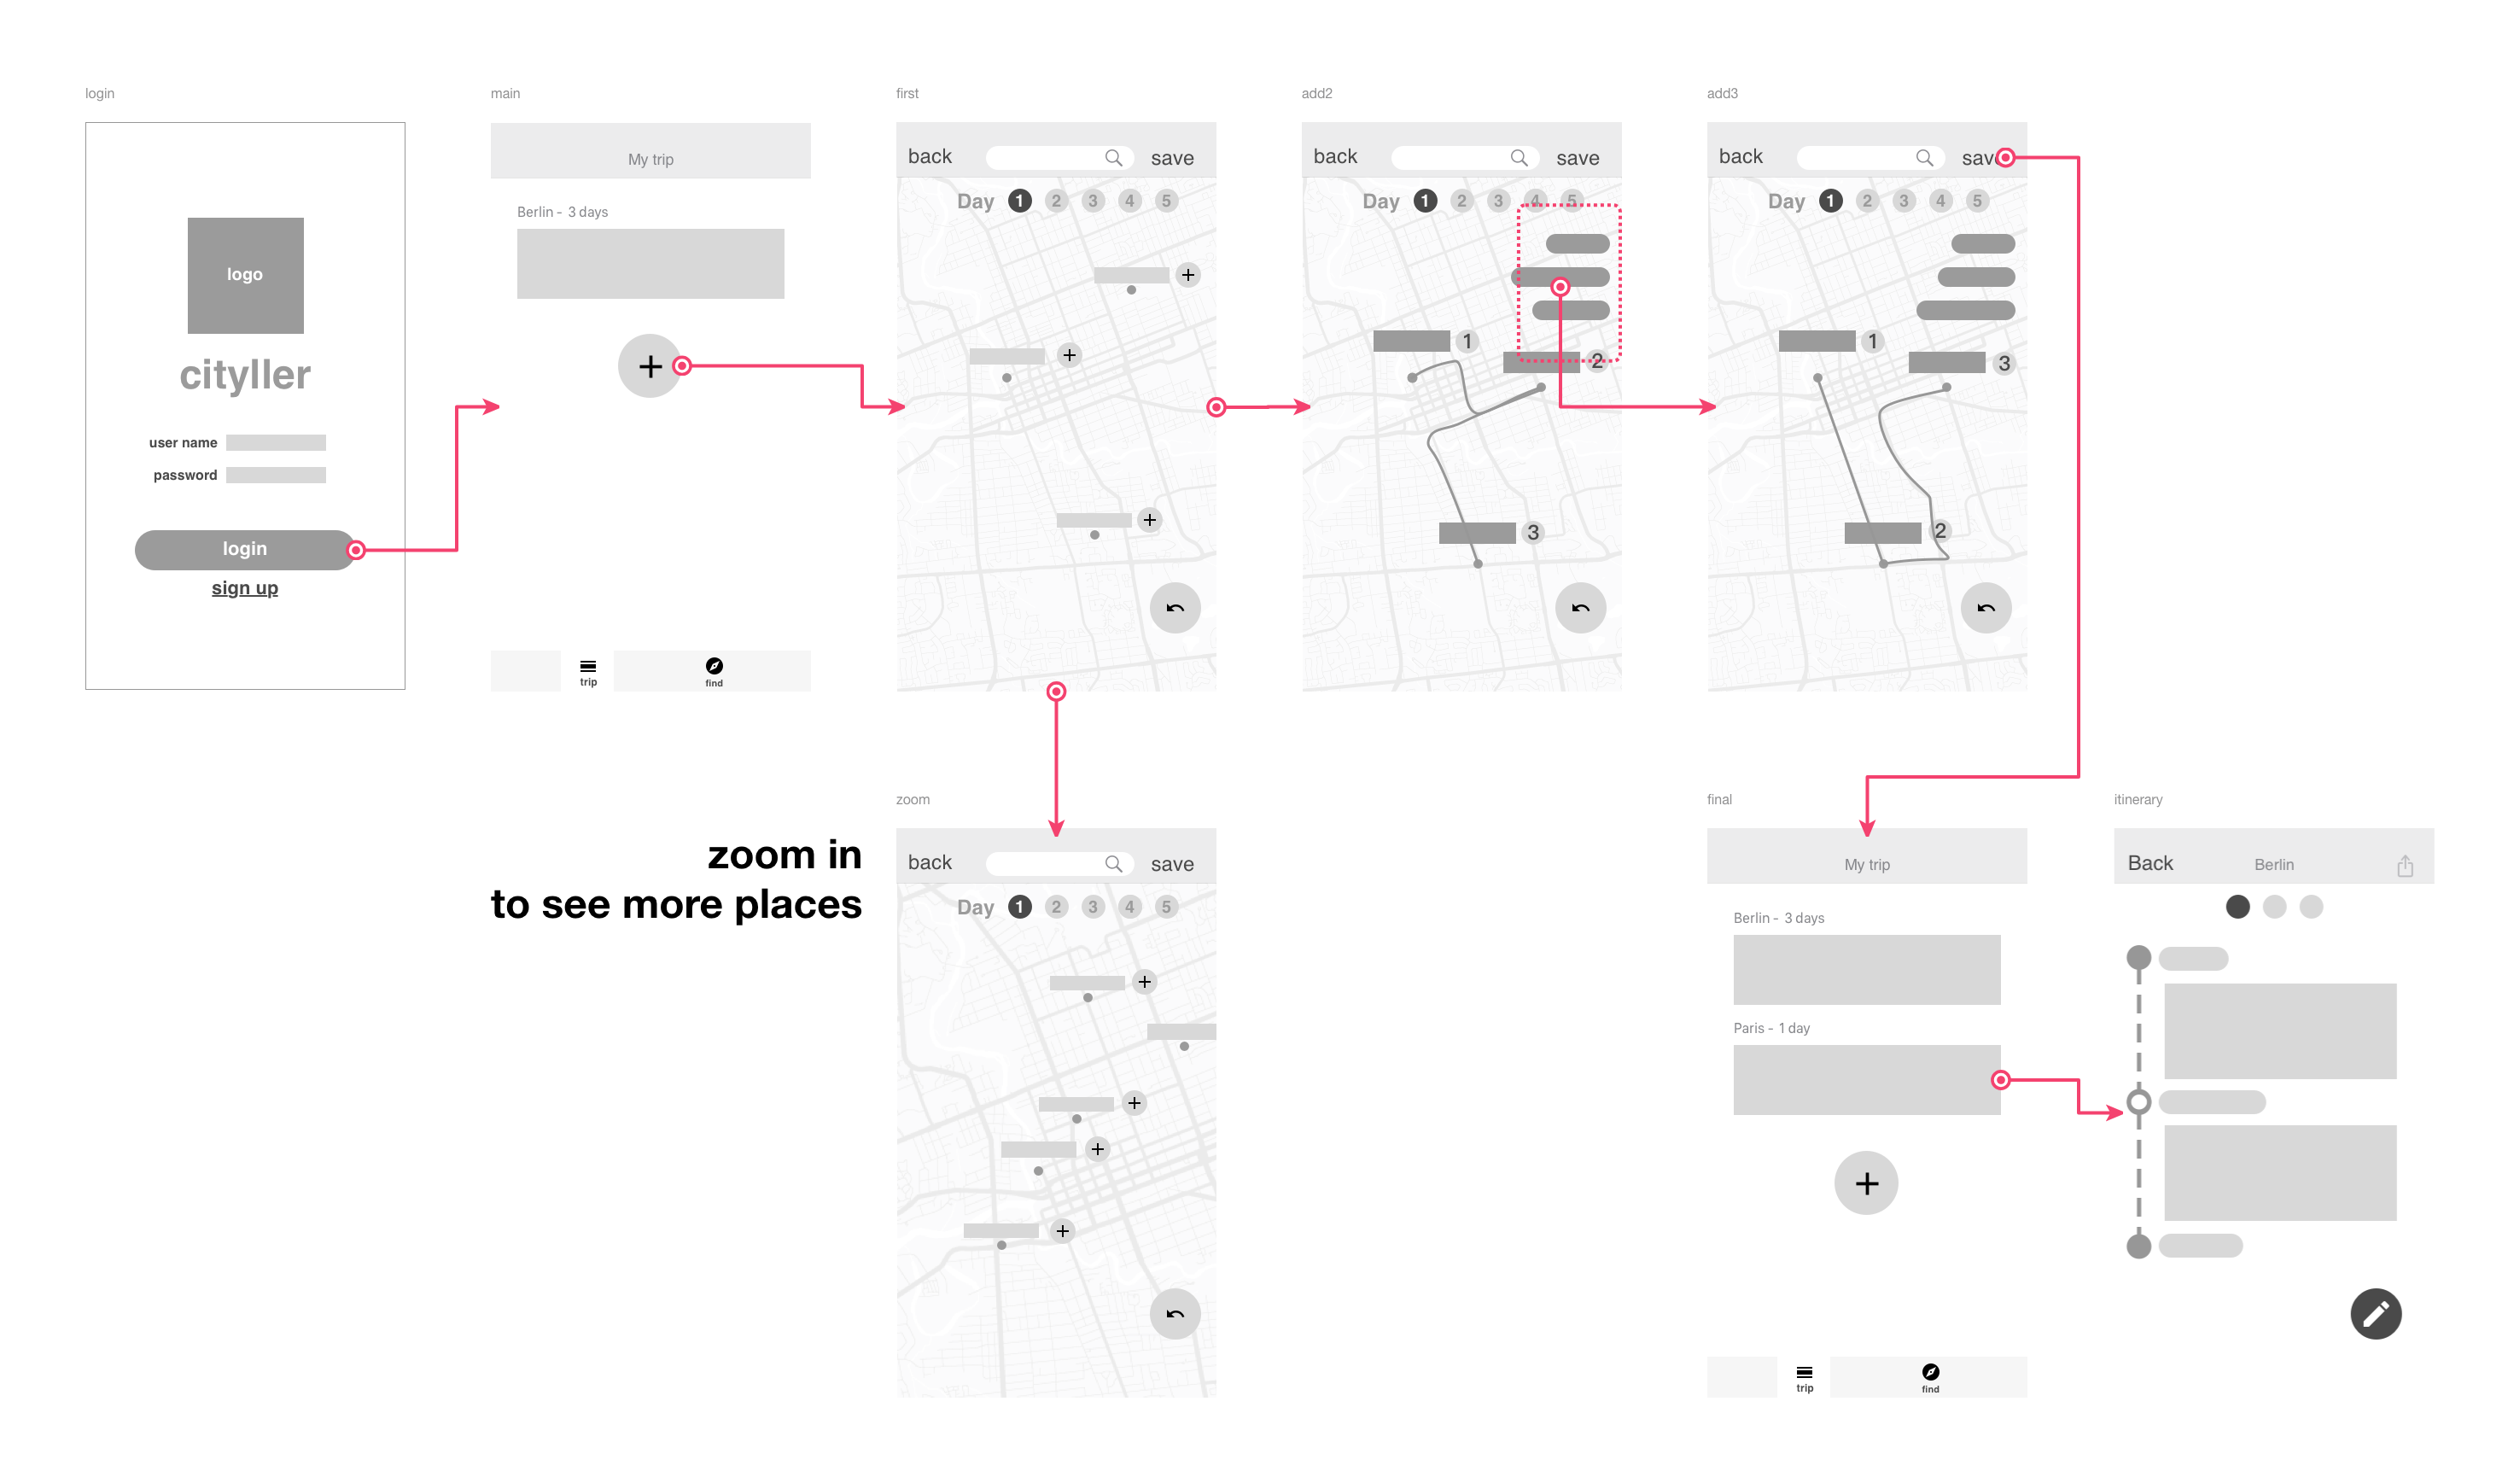 login
logo
cityller
user name
password
login
sign up
main
My trip
Berlin - 3 days
trip
find
first
back
save
Day 1 2 3 4 5
add2
back
save
Day 1 2 3 4 5
1
2
3
add3
back
save
Day 1 2 3 4 5
1
3
2
zoom in
to see more places
zoom
back
save
Day 1 2 3 4 5
final
My trip
Berlin - 3 days
Paris - 1 day
trip
find
itinerary
Back
Berlin